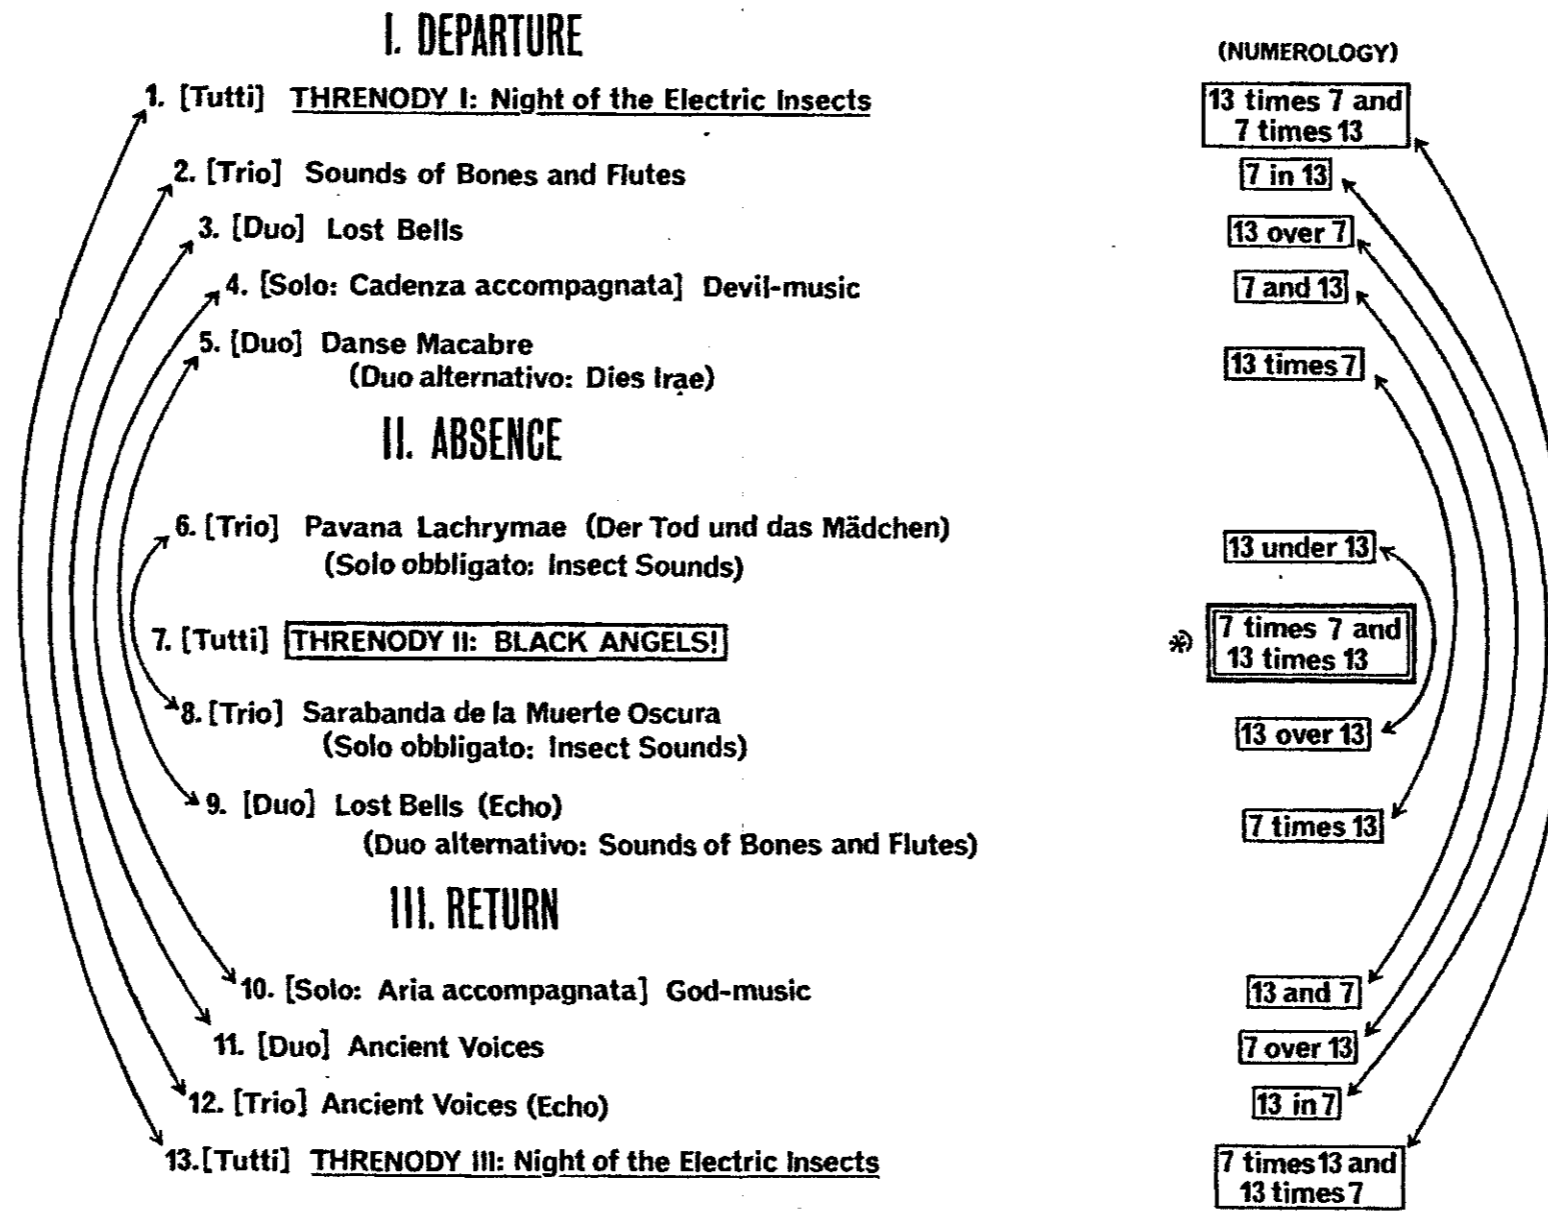 I. DEPARTURE
(NUMEROLOGY)
1. [Tutti] THRENODY I: Night of the Electric Insects
13 times 7 and
7 times 13
2. [Trio] Sounds of Bones and Flutes
7 in 13
3. [Duo] Lost Bells
13 over 7
4. [Solo: Cadenza accompagnata] Devil-music
7 and 13
5. [Duo] Danse Macabre
(Duo alternativo: Dies Irae)
13 times 7
II. ABSENCE
6. [Trio] Pavana Lachrymae (Der Tod und das Mädchen)
(Solo obbligato: Insect Sounds)
13 under 13
7. [Tutti] THRENODY II: BLACK ANGELS!
*) 7 times 7 and
13 times 13
8. [Trio] Sarabanda de la Muerte Oscura
(Solo obbligato: Insect Sounds)
13 over 13
9. [Duo] Lost Bells (Echo)
(Duo alternativo: Sounds of Bones and Flutes)
7 times 13
III. RETURN
10. [Solo: Aria accompagnata] God-music
13 and 7
11. [Duo] Ancient Voices
7 over 13
12. [Trio] Ancient Voices (Echo)
13 in 7
13. [Tutti] THRENODY III: Night of the Electric Insects
7 times 13 and
13 times 7